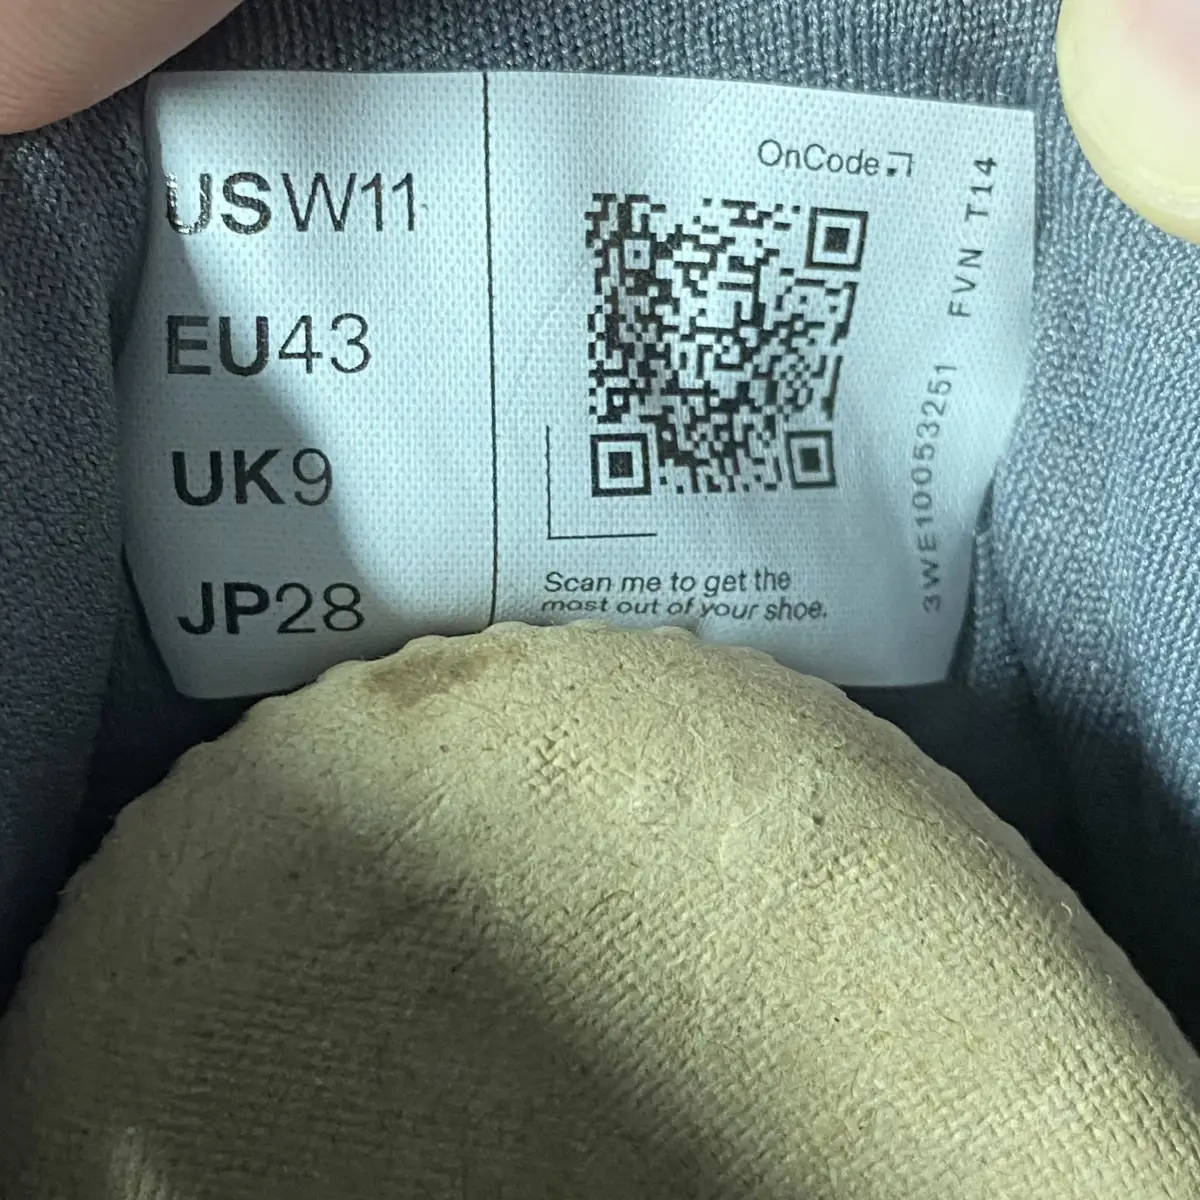 USW11
EU43
UK9
JP28
OnCode
Scan me to get the
most out of your shoe.
3WE10053251 FVN T14